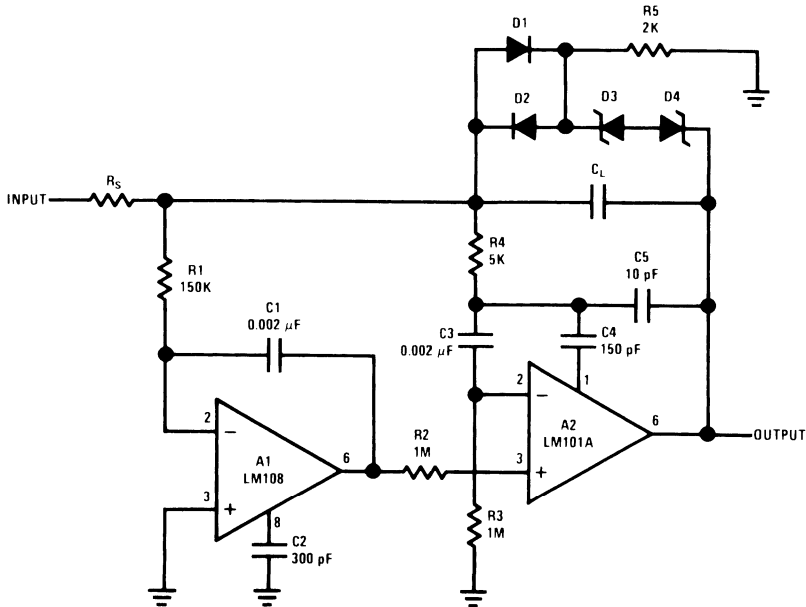 R5
2K
D1
D2
D3
D4
INPUT
RS
CL
R1
150K
R4
5K
C5
10 pF
C1
0.002 μF
C3
0.002 μF
C4
150 pF
2
3
6
8
A1
LM108
C2
300 pF
R2
1M
2
3
1
6
A2
LM101A
OUTPUT
R3
1M